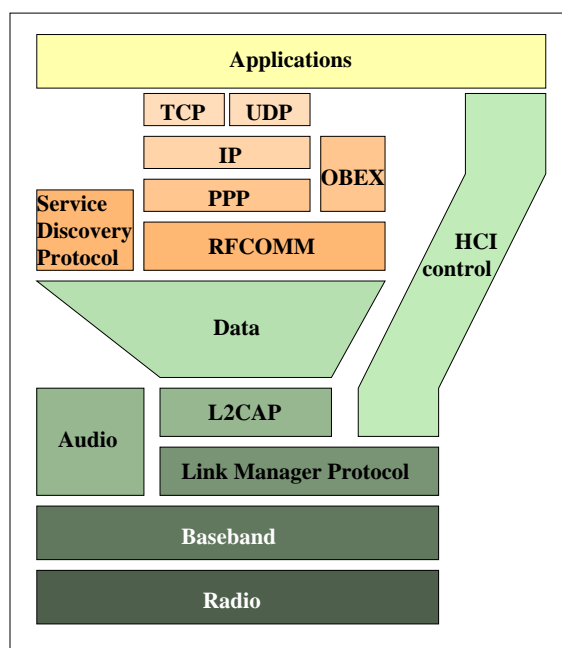 Applications
TCP
UDP
IP
OBEX
PPP
Service
Discovery
Protocol
RFCOMM
HCI
control
Data
L2CAP
Audio
Link Manager Protocol
Baseband
Radio